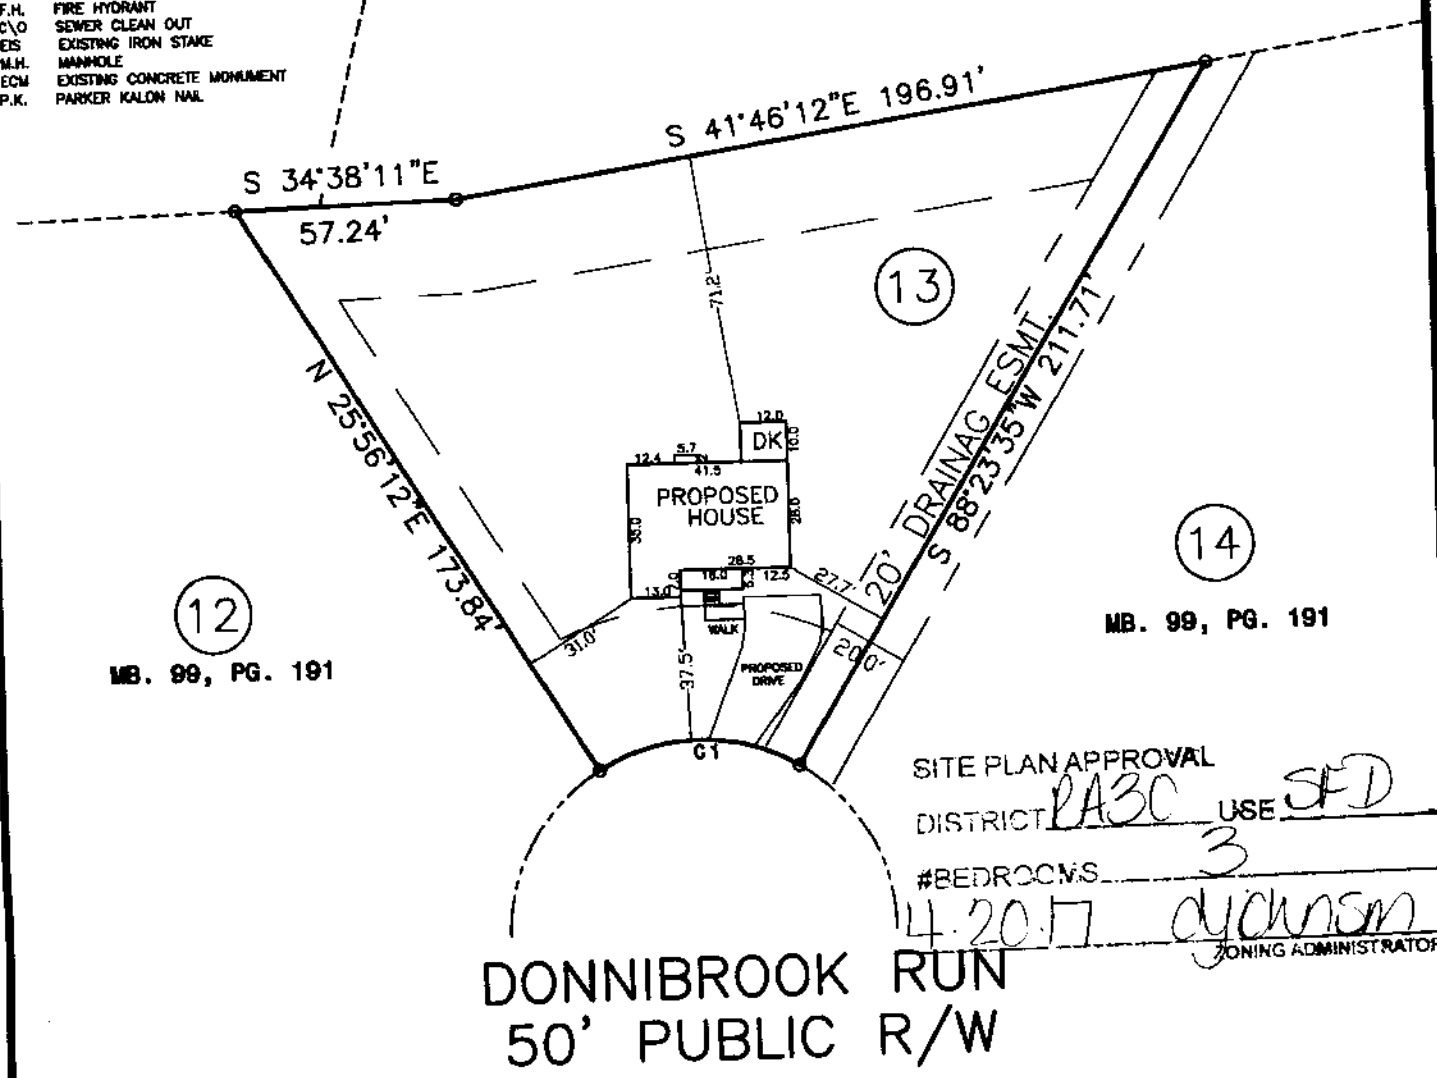 F.H. FIRE HYDRANT
C\O SEWER CLEAN OUT
EIS EXISTING IRON STAKE
M.H. MANHOLE
ECM EXISTING CONCRETE MONUMENT
P.K. PARKER KALON NAIL
S 41°46'12"E 196.91'
S 34°38'11"E
57.24'
13
71.2'
N 25°56'12"E 173.84'
20' DRAINAG ESMT.
S 88°23'35"W 211.71'
12.0
DK
10.0
5.7
12.4
41.5
PROPOSED
HOUSE
28.0
28.5
16.0
12.5
13.0
7.0
27.7'
31.0'
WALK
20.0'
37.5'
PROPOSED
DRIVE
C1
12
MB. 99, PG. 191
14
MB. 99, PG. 191
SITE PLAN APPROVAL
DISTRICT RA30 USE SFD
#BEDROOMS 3
4.20.17
ZONING ADMINISTRATOR
DONNIBROOK RUN
50' PUBLIC R/W